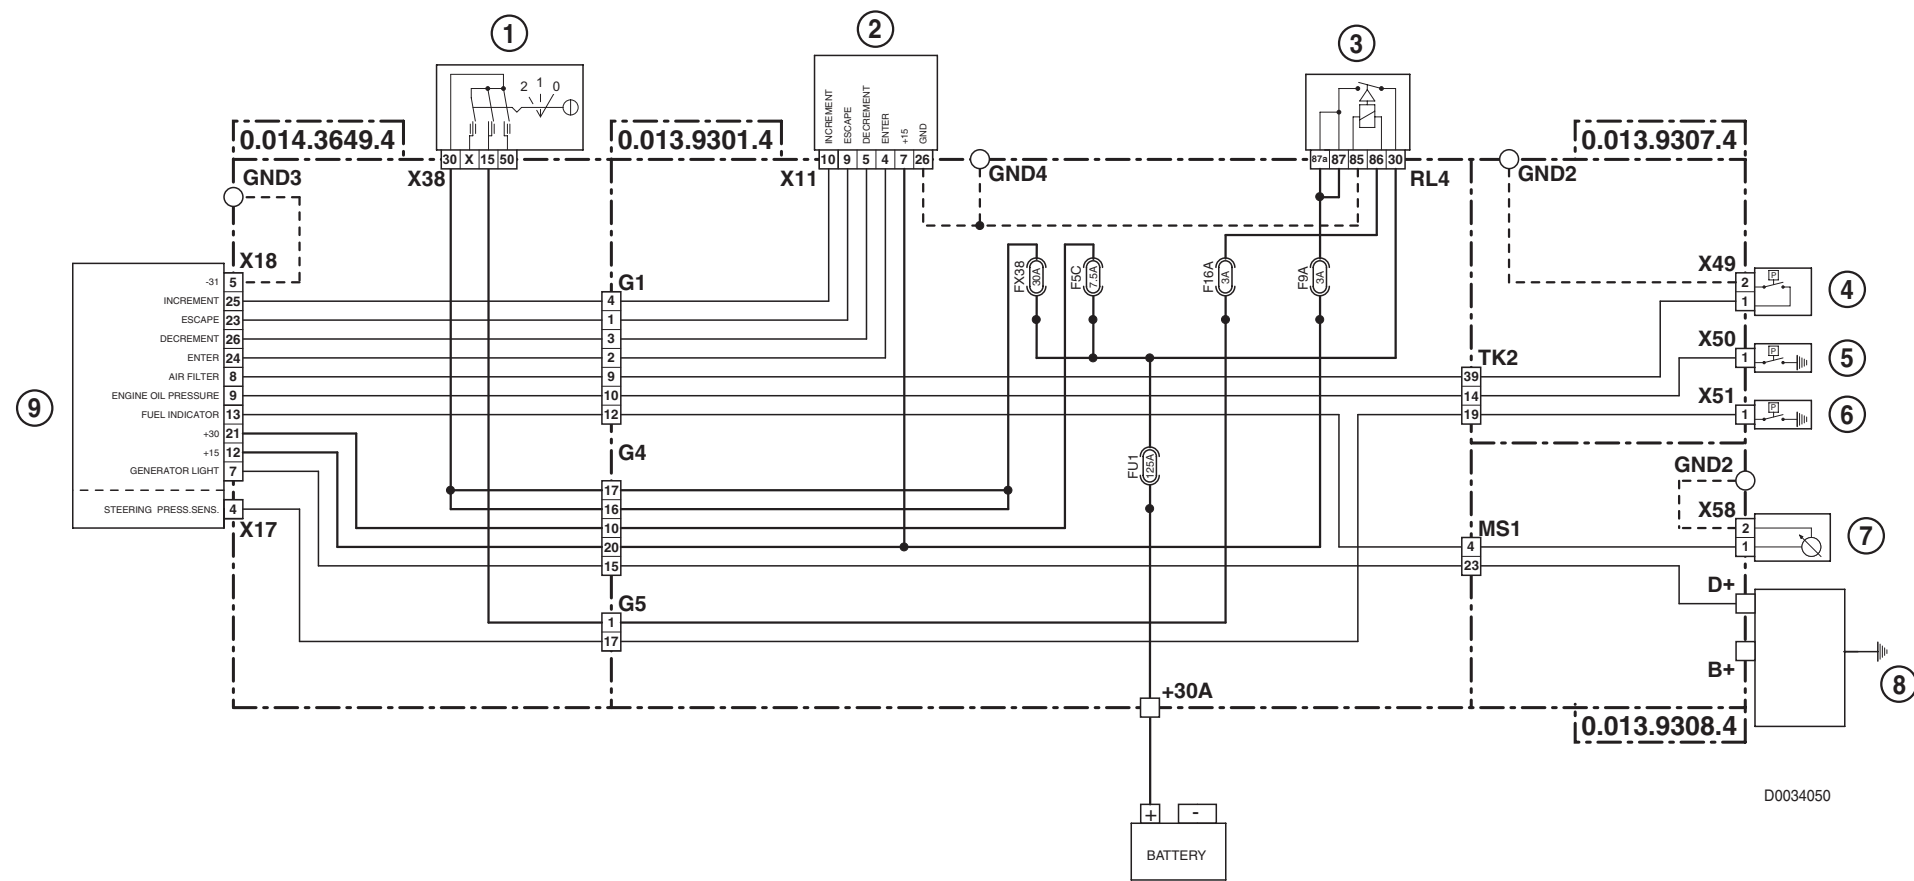 1
2
3
2 1 0
INCREMENT
ESCAPE
DECREMENT
ENTER
+15
GND
0.014.3649.4
0.013.9301.4
0.013.9307.4
30 X 15 50
10 9 5 4 7 26
87a 87 85 86 30
X38
X11
RL4
GND3
GND4
GND2
X18
-31 5
INCREMENT 25
ESCAPE 23
DECREMENT 26
ENTER 24
AIR FILTER 8
ENGINE OIL PRESSURE 9
FUEL INDICATOR 13
+30 21
+15 12
GENERATOR LIGHT 7
STEERING PRESS.SENS. 4
X17
9
G1
4
1
3
2
9
10
12
G4
17
16
10
20
15
G5
1
17
FX38 30A
F5C 7.5A
F16A 3A
F9A 3A
FU1 125A
TK2
39
14
19
MS1
4
23
X49
2
1
P
4
X50
1
P
5
X51
1
P
6
GND2
X58
2
1
7
D+
B+
8
+30A
0.013.9308.4
D0034050
+ -
BATTERY